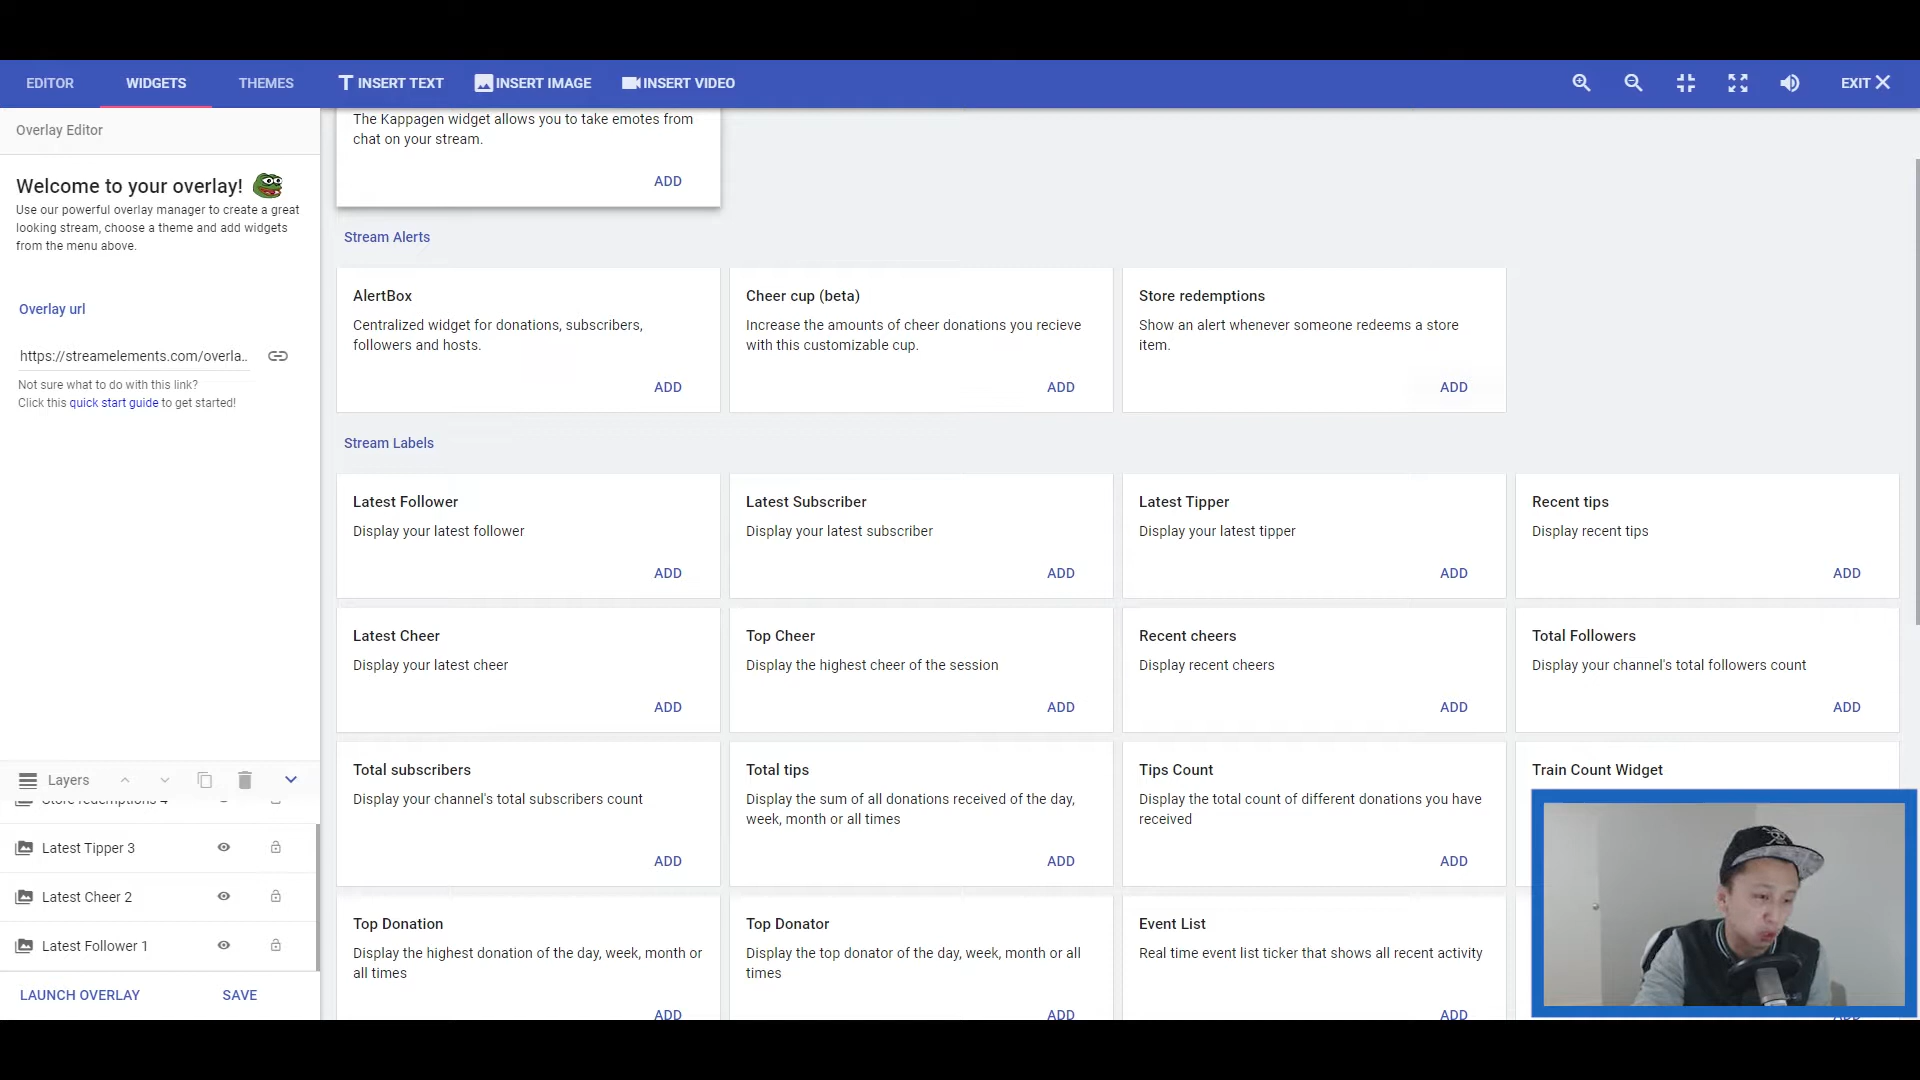 EDITOR
WIDGETS
THEMES
INSERT TEXT
INSERT IMAGE
INSERT VIDEO
EXIT
Overlay Editor
Welcome to your overlay!
Use our powerful overlay manager to create a great
looking stream, choose a theme and add widgets
from the menu above.
Overlay url
https://streamelements.com/overla..
Not sure what to do with this link?
Click this quick start guide to get started!
Layers
Store redemptions 4
Latest Tipper 3
Latest Cheer 2
Latest Follower 1
LAUNCH OVERLAY
SAVE
The Kappagen widget allows you to take emotes from
chat on your stream.
ADD
Stream Alerts
AlertBox
Centralized widget for donations, subscribers,
followers and hosts.
ADD
Cheer cup (beta)
Increase the amounts of cheer donations you recieve
with this customizable cup.
ADD
Store redemptions
Show an alert whenever someone redeems a store
item.
ADD
Stream Labels
Latest Follower
Display your latest follower
ADD
Latest Subscriber
Display your latest subscriber
ADD
Latest Tipper
Display your latest tipper
ADD
Recent tips
Display recent tips
ADD
Latest Cheer
Display your latest cheer
ADD
Top Cheer
Display the highest cheer of the session
ADD
Recent cheers
Display recent cheers
ADD
Total Followers
Display your channel's total followers count
ADD
Total subscribers
Display your channel's total subscribers count
ADD
Total tips
Display the sum of all donations received of the day,
week, month or all times
ADD
Tips Count
Display the total count of different donations you have
received
ADD
Train Count Widget
Top Donation
Display the highest donation of the day, week, month or
all times
ADD
Top Donator
Display the top donator of the day, week, month or all
times
ADD
Event List
Real time event list ticker that shows all recent activity
ADD
ADD